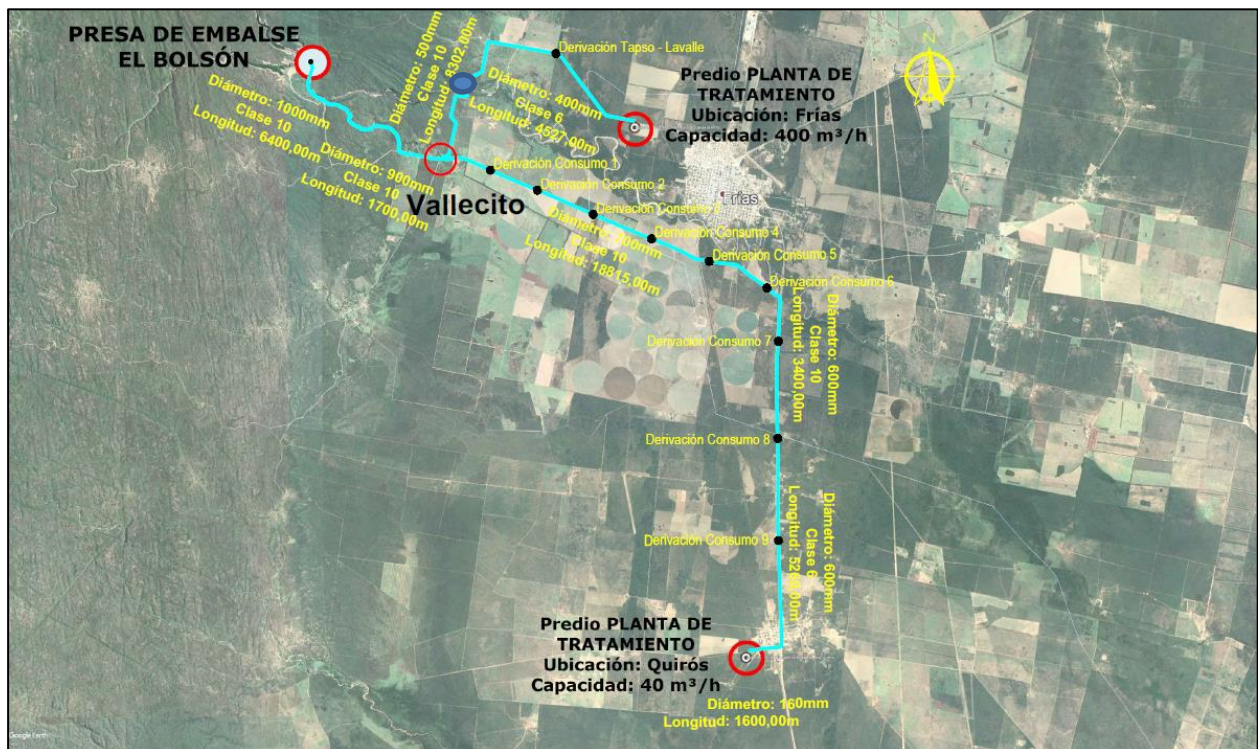 PRESA DE EMBALSE
EL BOLSÓN
Diámetro: 1000mm
Clase 10
Longitud: 6400,00m
Diámetro: 500mm
Clase 10
Longitud: 8302,00m
Derivación Tapso - Lavalle
Diámetro: 400mm
Clase 6
Longitud: 4527,00m
Predio PLANTA DE
TRATAMIENTO
Ubicación: Frías
Capacidad: 400 m³/h
N
Diámetro: 900mm
Clase 10
Longitud: 1700,00m
Vallecito
Frías
Derivación Consumo 1
Derivación Consumo 2
Derivación Consumo 3
Derivación Consumo 4
Derivación Consumo 5
Derivación Consumo 6
Clase 10
Longitud: 18815,00m
Derivación Consumo 7
Diámetro: 600mm
Clase 10
Longitud: 3400,00m
Derivación Consumo 8
Derivación Consumo 9
Diámetro: 600mm
Clase 6
Predio PLANTA DE
TRATAMIENTO
Ubicación: Quirós
Capacidad: 40 m³/h
Diámetro: 160mm
Longitud: 1600,00m
Google Earth